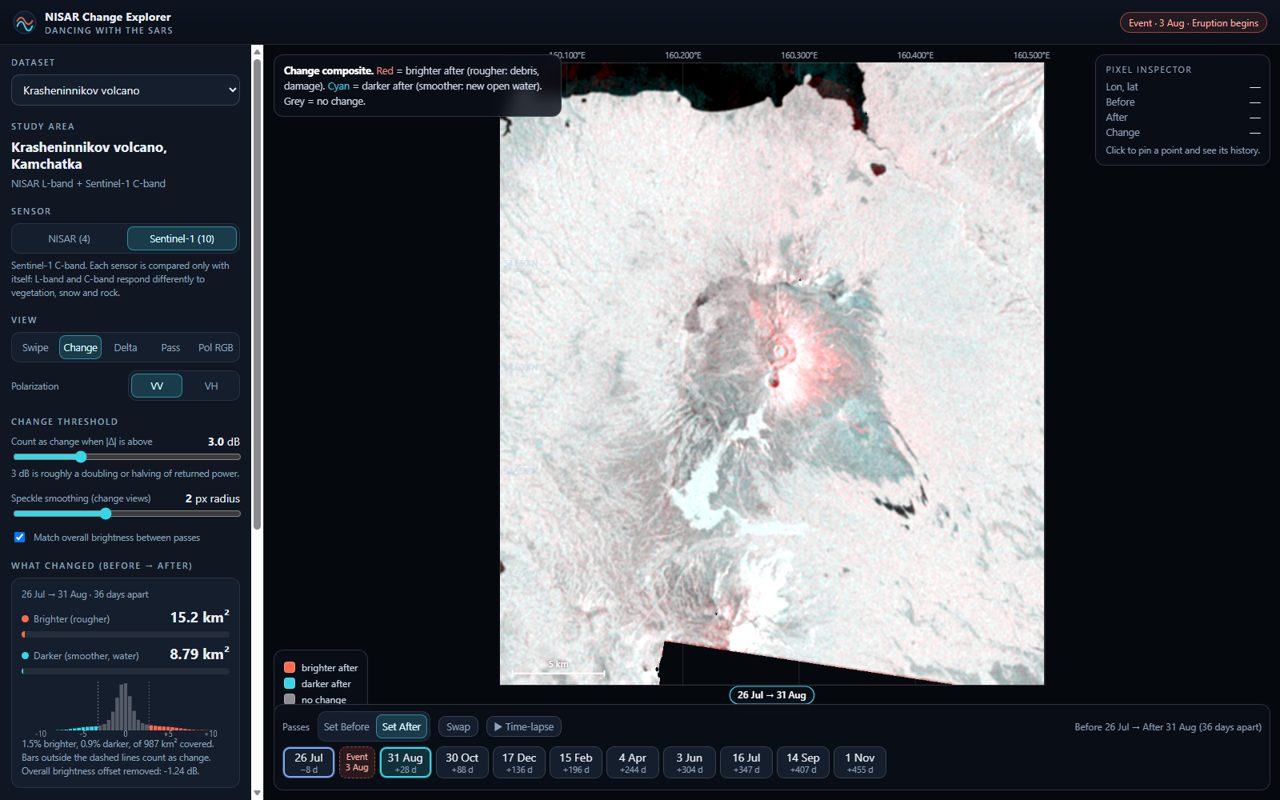 NISAR Change Explorer
DANCING WITH THE SARS
Event · 3 Aug · Eruption begins
DATASET
Krasheninnikov volcano
STUDY AREA
Krasheninnikov volcano,
Kamchatka
NISAR L-band + Sentinel-1 C-band
SENSOR
NISAR (4)
Sentinel-1 (10)
Sentinel-1 C-band. Each sensor is compared only with
itself: L-band and C-band respond differently to
vegetation, snow and rock.
VIEW
Swipe
Change
Delta
Pass
Pol RGB
Polarization
VV
VH
CHANGE THRESHOLD
Count as change when |Δ| is above
3.0 dB
3 dB is roughly a doubling or halving of returned power.
Speckle smoothing (change views)
2 px radius
Match overall brightness between passes
WHAT CHANGED (BEFORE → AFTER)
26 Jul → 31 Aug · 36 days apart
Brighter (rougher)
15.2 km²
Darker (smoother, water)
8.79 km²
-10 -5 0 +5 +10
1.5% brighter, 0.9% darker, of 987 km² covered.
Bars outside the dashed lines count as change.
Overall brightness offset removed: -1.24 dB.
160.100°E
160.200°E
160.300°E
160.400°E
160.500°E
Change composite. Red = brighter after (rougher: debris,
damage). Cyan = darker after (smoother: new open water).
Grey = no change.
PIXEL INSPECTOR
Lon, lat —
Before —
After —
Change —
Click to pin a point and see its history.
5 km
brighter after
darker after
no change
26 Jul → 31 Aug
Passes
Set Before
Set After
Swap
▶ Time-lapse
Before 26 Jul → After 31 Aug (36 days apart)
26 Jul
−8 d
Event
3 Aug
31 Aug
+28 d
30 Oct
+88 d
17 Dec
+136 d
15 Feb
+196 d
4 Apr
+244 d
3 Jun
+304 d
16 Jul
+347 d
14 Sep
+407 d
1 Nov
+455 d